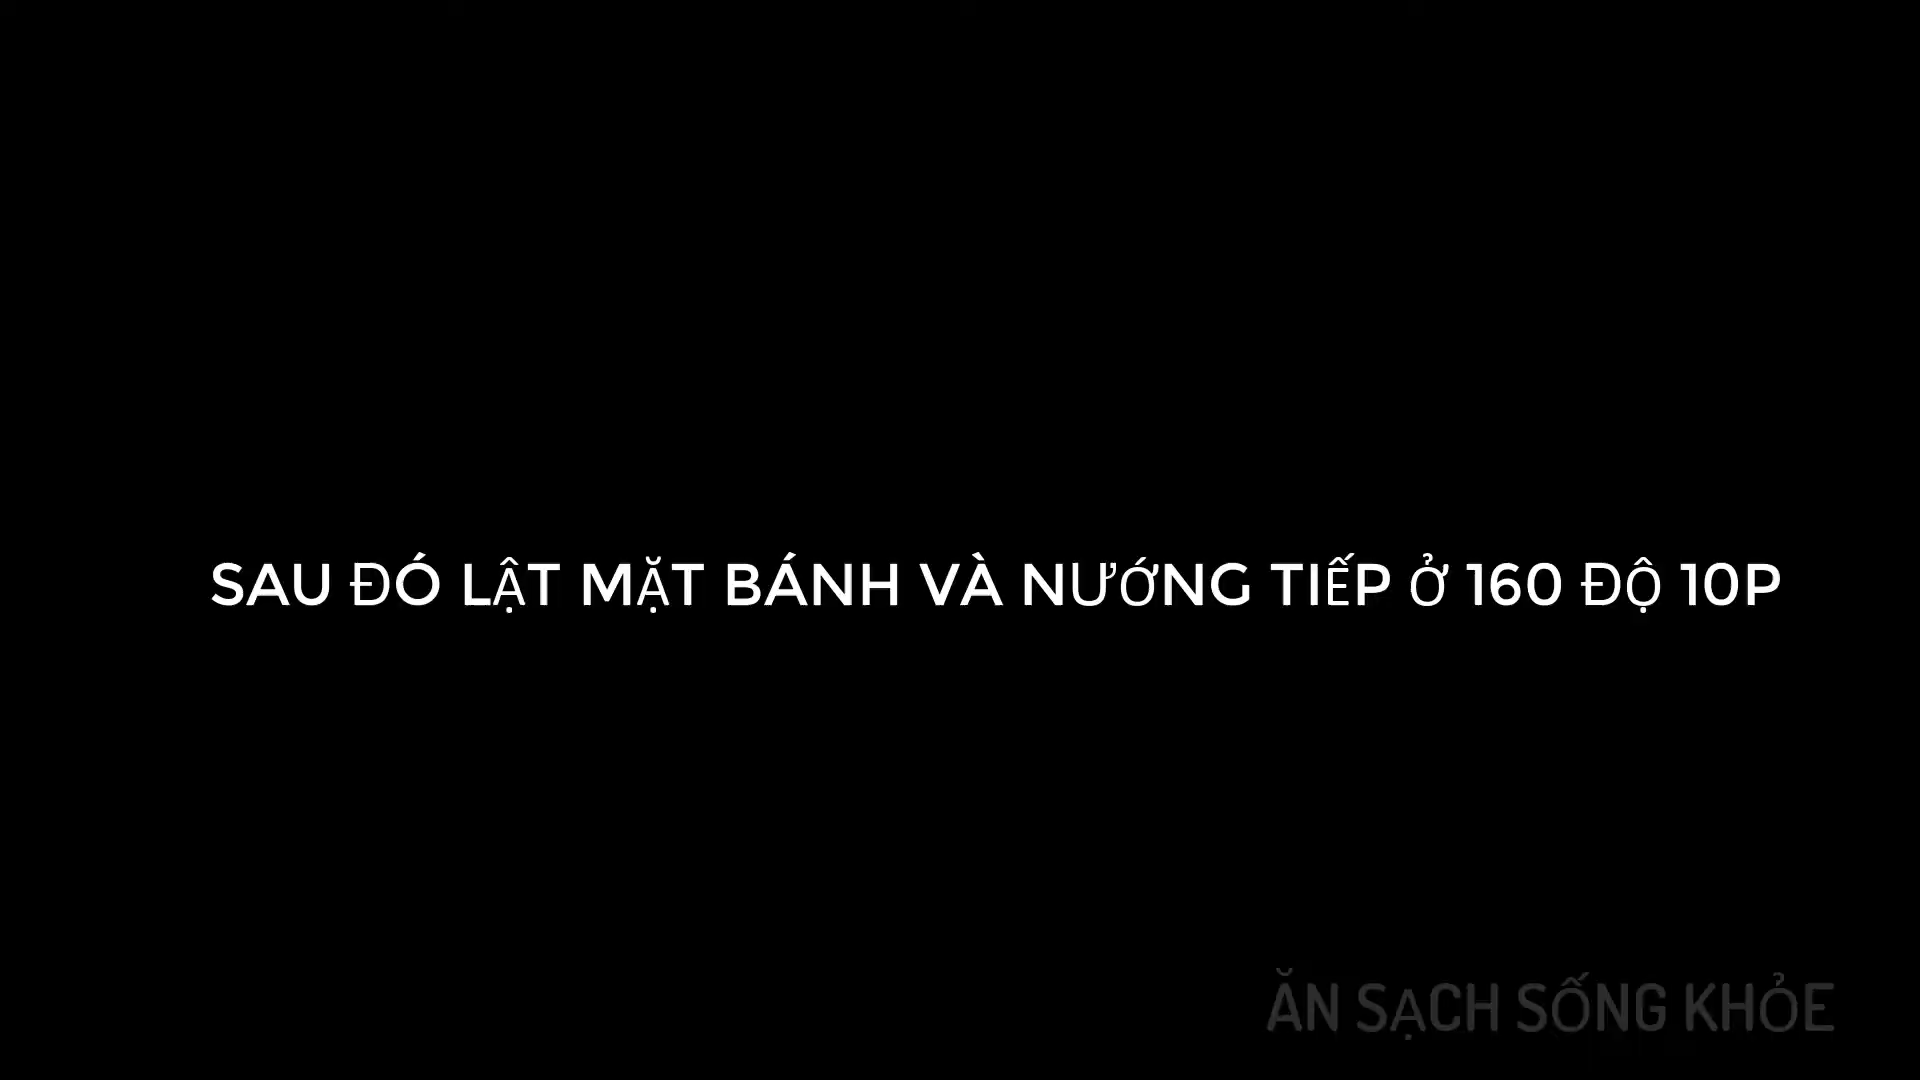 SAU ĐÓ LẬT MẶT BÁNH VÀ NƯỚNG TIẾP Ở 160 ĐỘ 10P
ĂN SẠCH SỐNG KHỎE